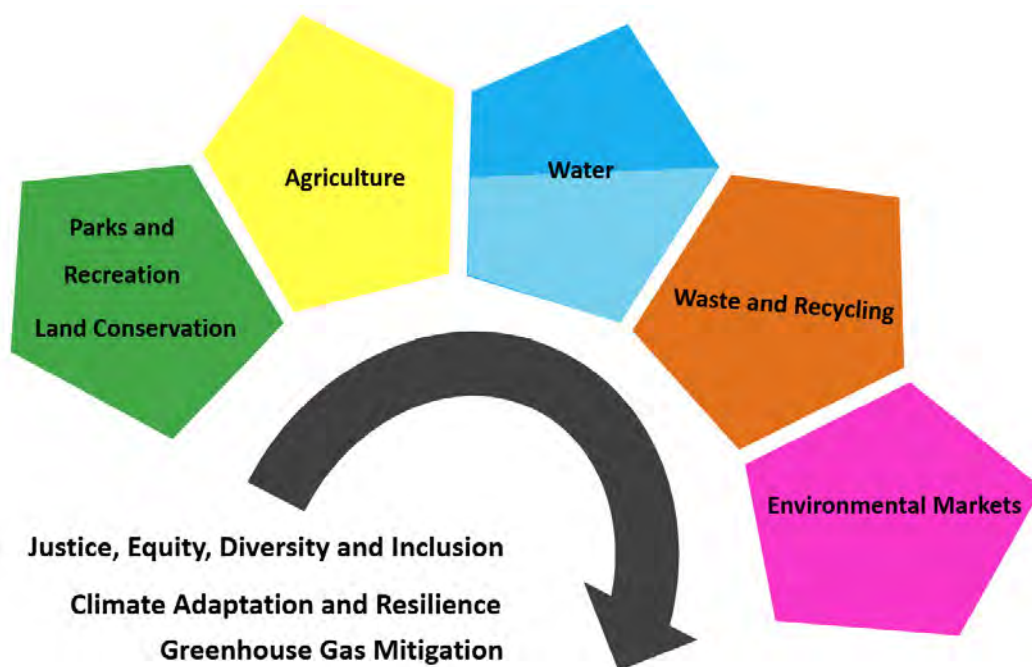 Parks and
Recreation
Land Conservation
Agriculture
Water
Waste and Recycling
Environmental Markets
Justice, Equity, Diversity and Inclusion
Climate Adaptation and Resilience
Greenhouse Gas Mitigation